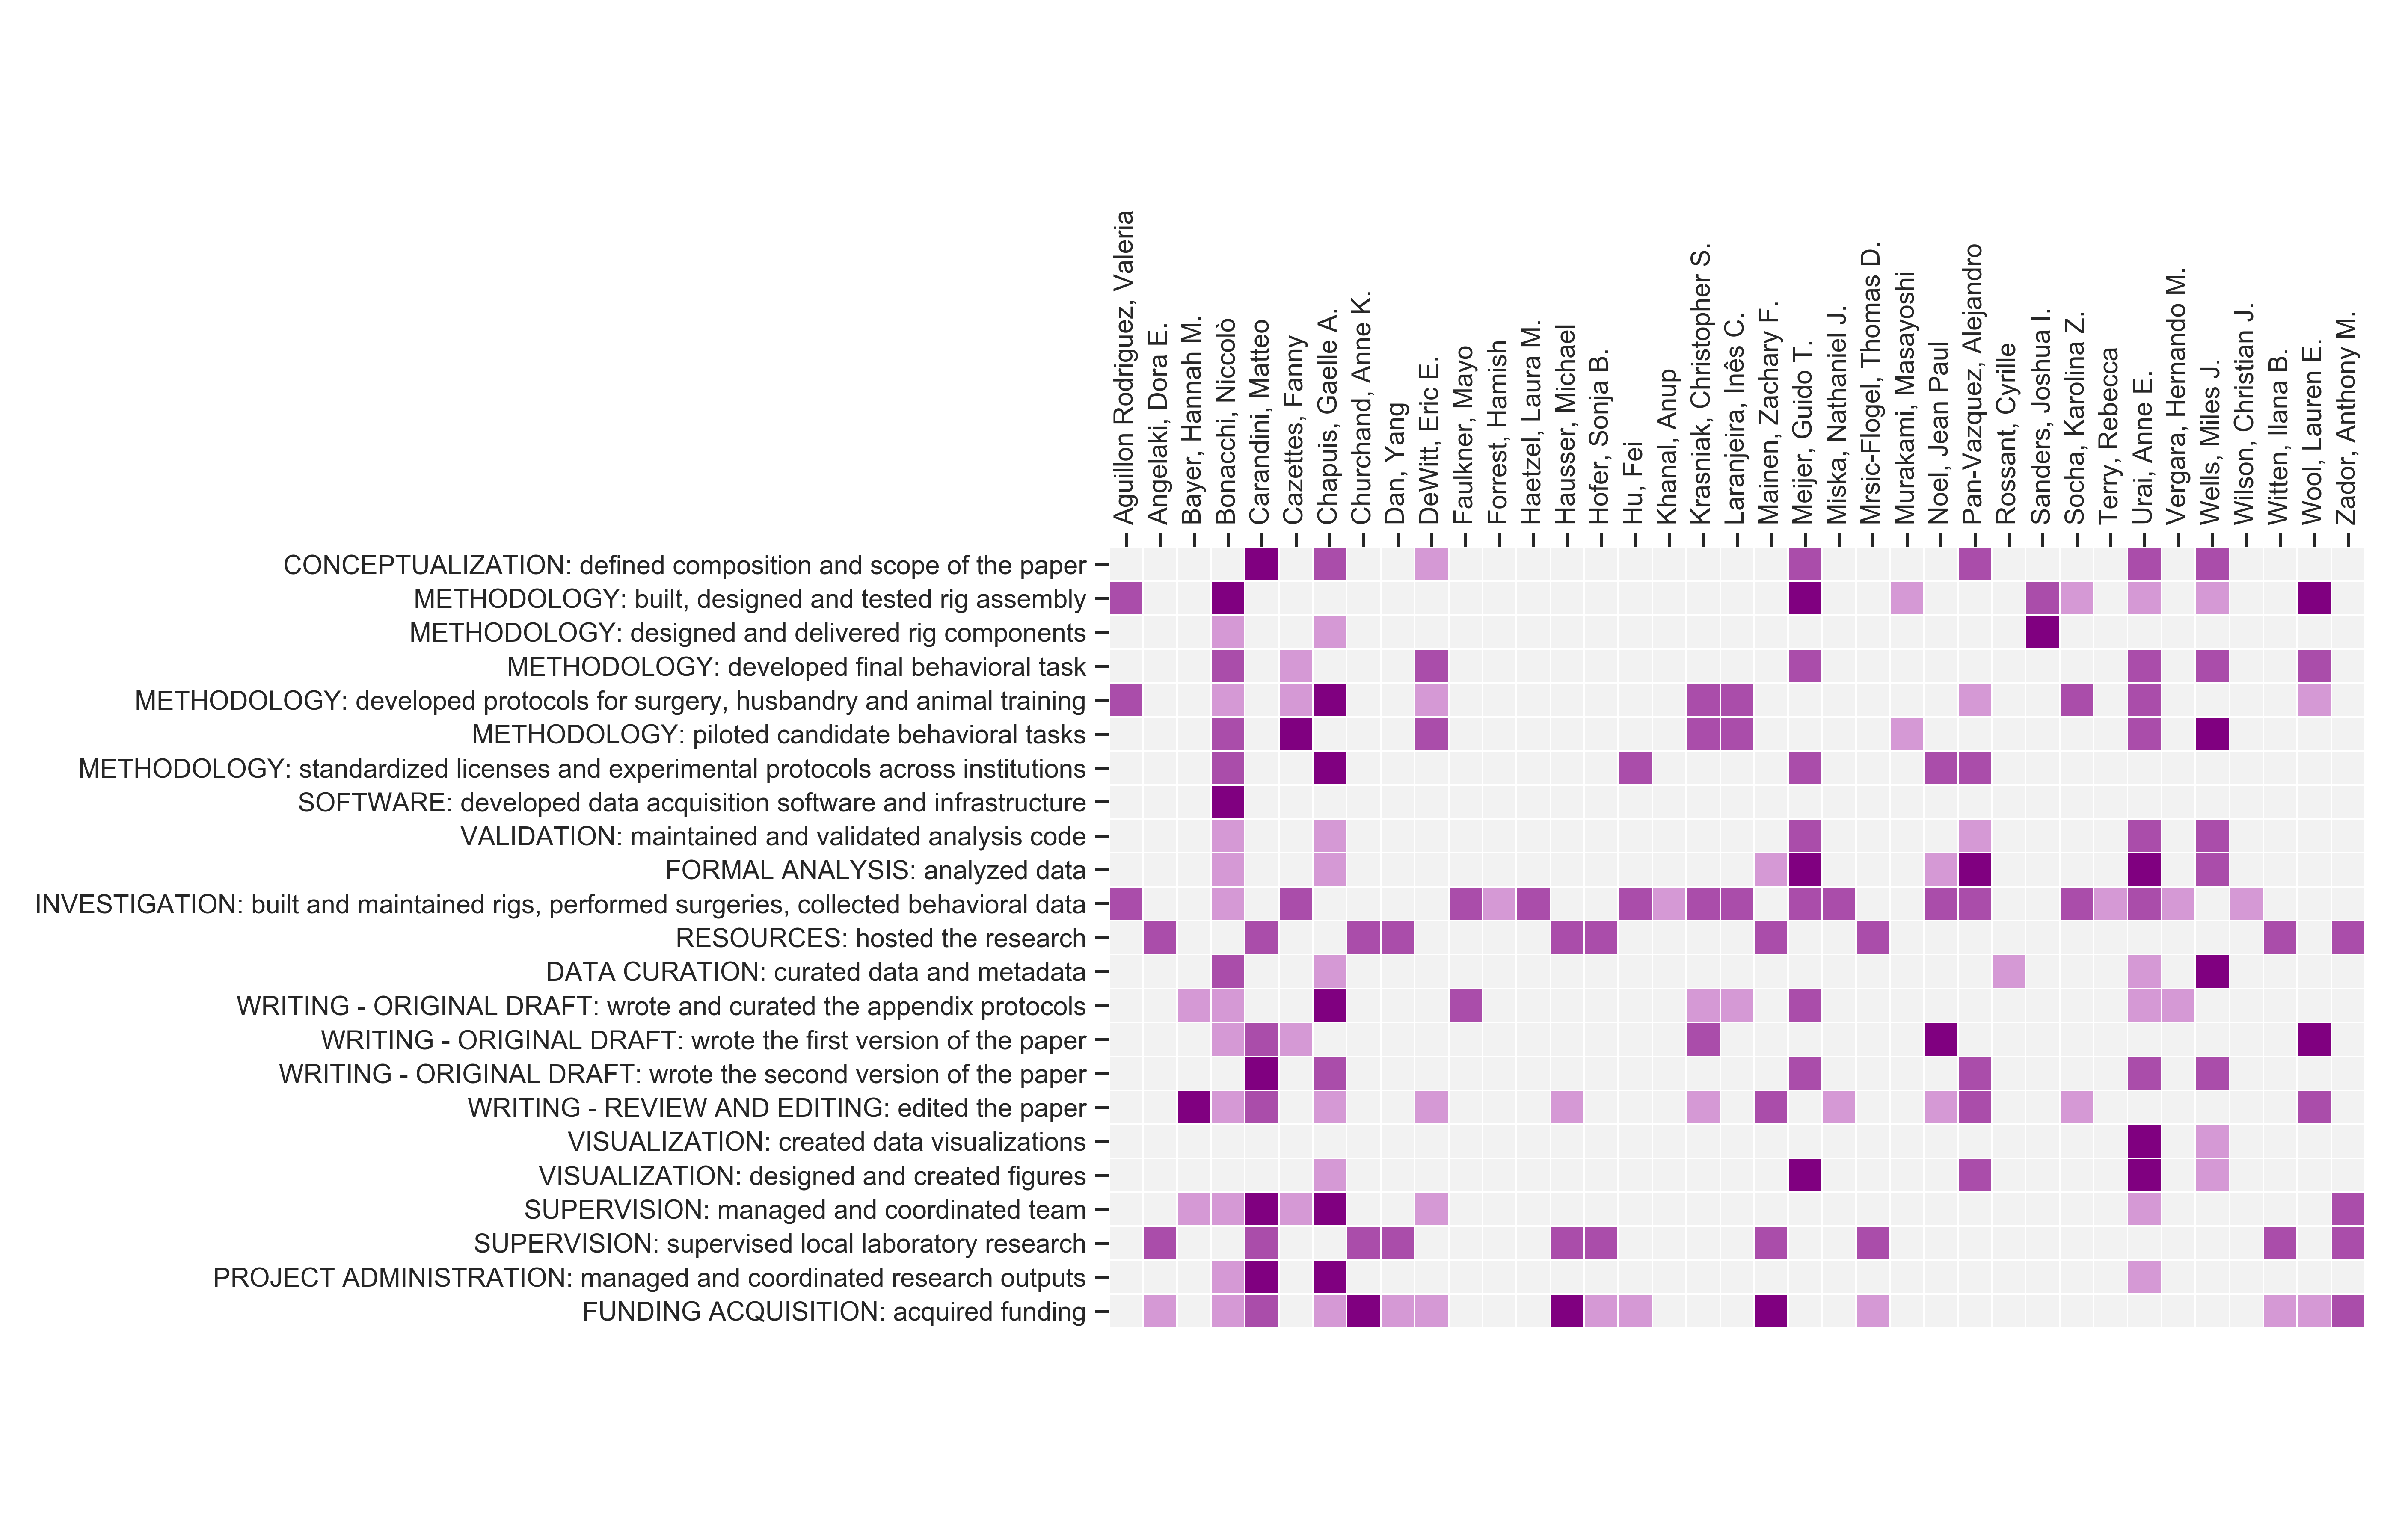 Aguillon Rodriguez, Valeria
Angelaki, Dora E.
Bayer, Hannah M.
Bonacchi, Niccolò
Carandini, Matteo
Cazettes, Fanny
Chapuis, Gaelle A.
Churchand, Anne K.
Dan, Yang
DeWitt, Eric E.
Faulkner, Mayo
Forrest, Hamish
Haetzel, Laura M.
Hausser, Michael
Hofer, Sonja B.
Hu, Fei
Khanal, Anup
Krasniak, Christopher S.
Laranjeira, Inês C.
Mainen, Zachary F.
Meijer, Guido T.
Miska, Nathaniel J.
Mrsic-Flogel, Thomas D.
Murakami, Masayoshi
Noel, Jean Paul
Pan-Vazquez, Alejandro
Rossant, Cyrille
Sanders, Joshua I.
Socha, Karolina Z.
Terry, Rebecca
Urai, Anne E.
Vergara, Hernando M.
Wells, Miles J.
Wilson, Christian J.
Witten, Ilana B.
Wool, Lauren E.
Zador, Anthony M.
CONCEPTUALIZATION: defined composition and scope of the paper
METHODOLOGY: built, designed and tested rig assembly
METHODOLOGY: designed and delivered rig components
METHODOLOGY: developed final behavioral task
METHODOLOGY: developed protocols for surgery, husbandry and animal training
METHODOLOGY: piloted candidate behavioral tasks
METHODOLOGY: standardized licenses and experimental protocols across institutions
SOFTWARE: developed data acquisition software and infrastructure
VALIDATION: maintained and validated analysis code
FORMAL ANALYSIS: analyzed data
INVESTIGATION: built and maintained rigs, performed surgeries, collected behavioral data
RESOURCES: hosted the research
DATA CURATION: curated data and metadata
WRITING - ORIGINAL DRAFT: wrote and curated the appendix protocols
WRITING - ORIGINAL DRAFT: wrote the first version of the paper
WRITING - ORIGINAL DRAFT: wrote the second version of the paper
WRITING - REVIEW AND EDITING: edited the paper
VISUALIZATION: created data visualizations
VISUALIZATION: designed and created figures
SUPERVISION: managed and coordinated team
SUPERVISION: supervised local laboratory research
PROJECT ADMINISTRATION: managed and coordinated research outputs
FUNDING ACQUISITION: acquired funding